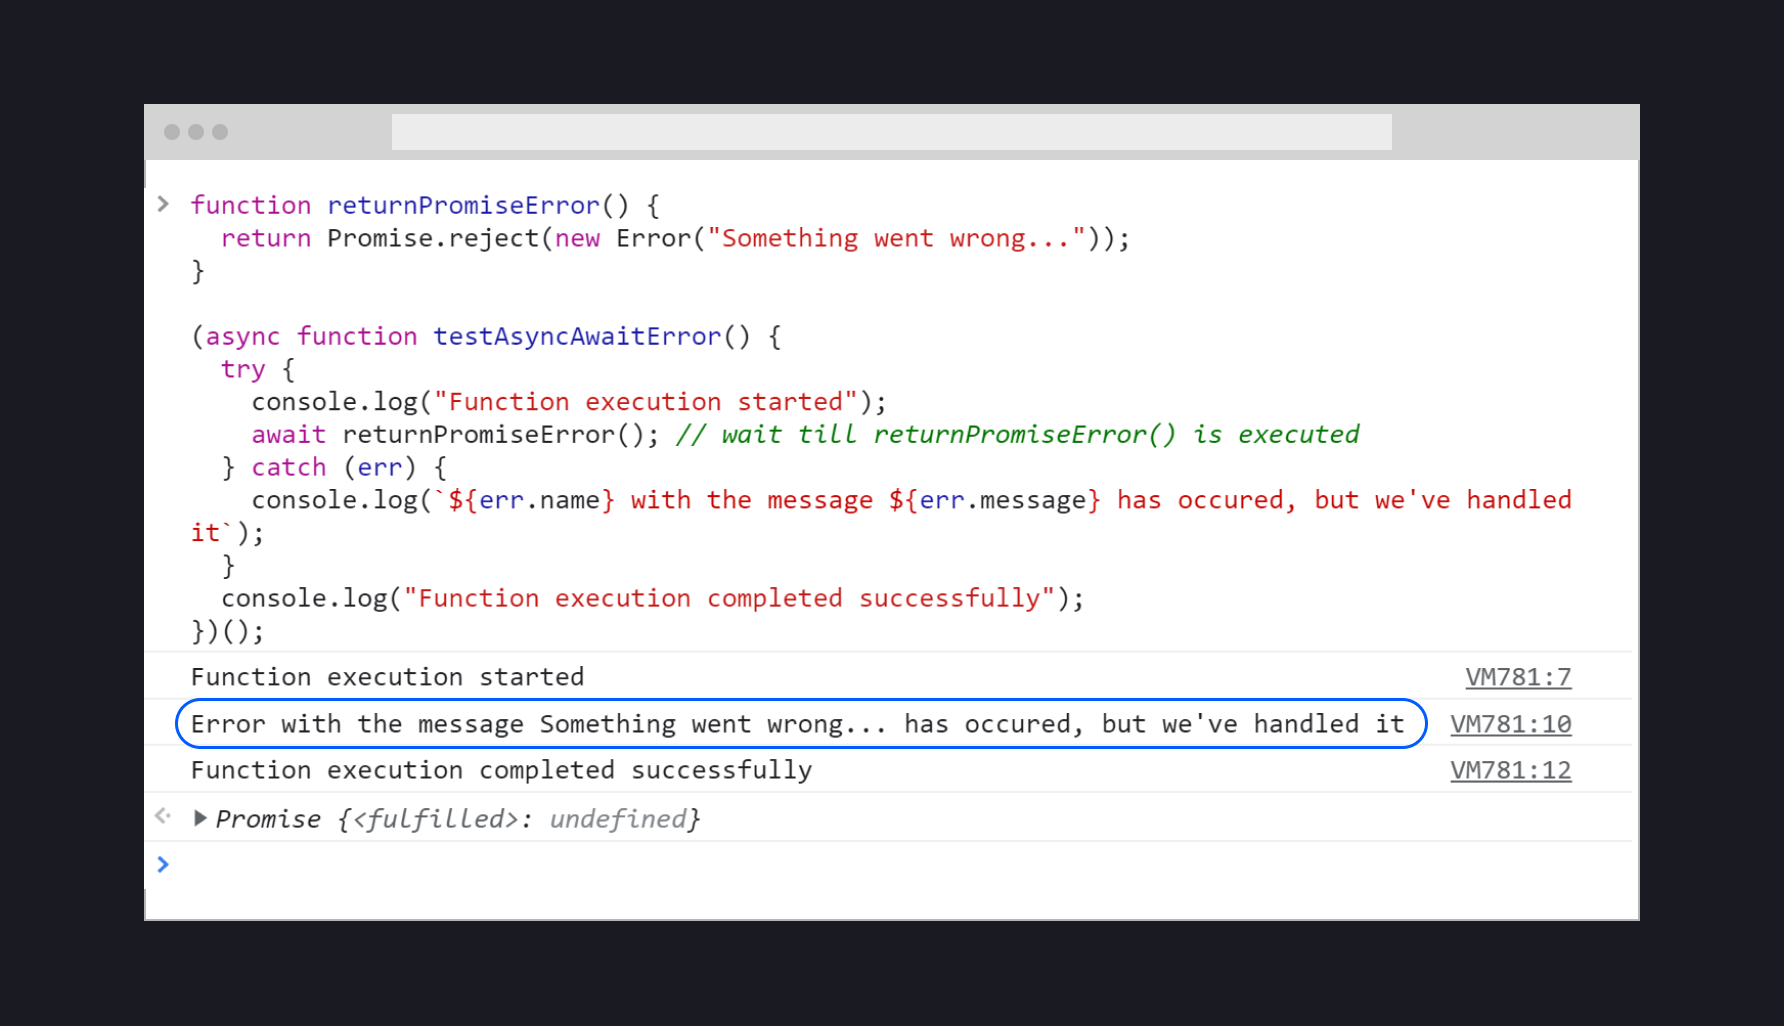 function returnPromiseError() {
  return Promise.reject(new Error("Something went wrong..."));
}
(async function testAsyncAwaitError() {
  try {
    console.log("Function execution started");
    await returnPromiseError(); // wait till returnPromiseError() is executed
  } catch (err) {
    console.log(`${err.name} with the message ${err.message} has occured, but we've handled
it`);
  }
  console.log("Function execution completed successfully");
})();
Function execution started VM781:7
Error with the message Something went wrong... has occured, but we've handled it VM781:10
Function execution completed successfully VM781:12
Promise {<fulfilled>: undefined}